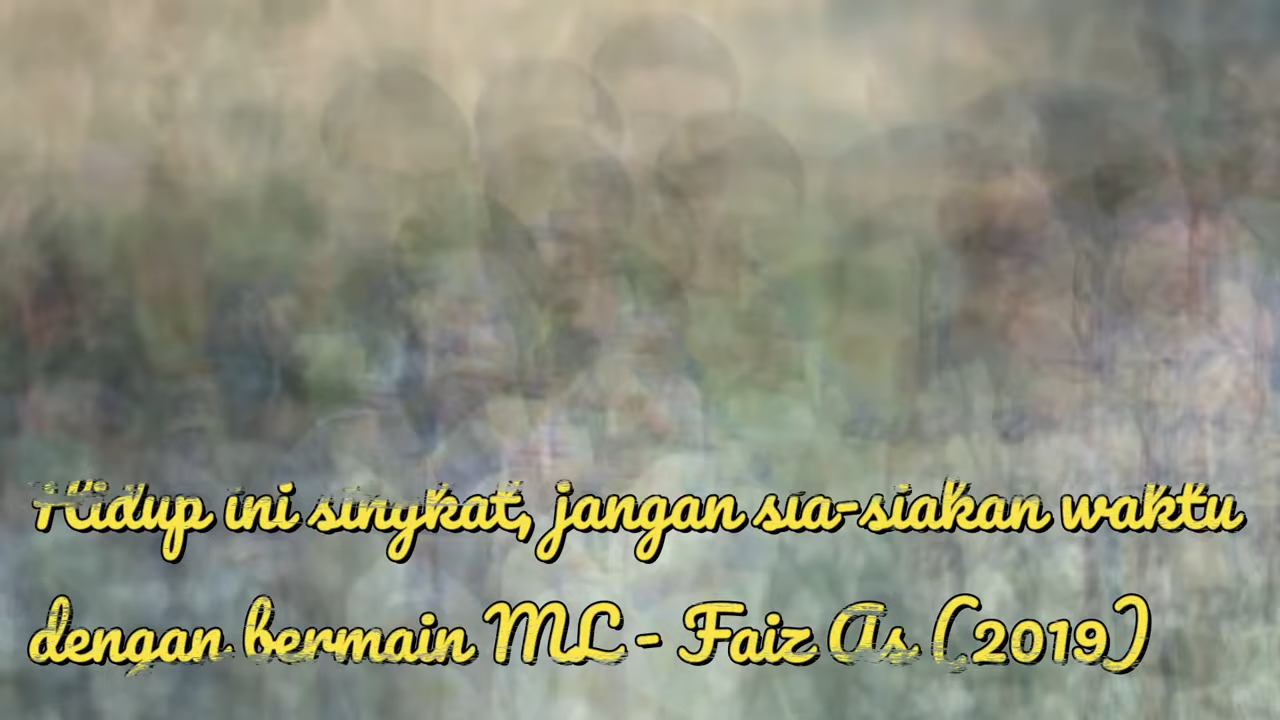 Hidup ini singkat, jangan sia-siakan waktu
dengan bermain ML - Faiz As (2019)